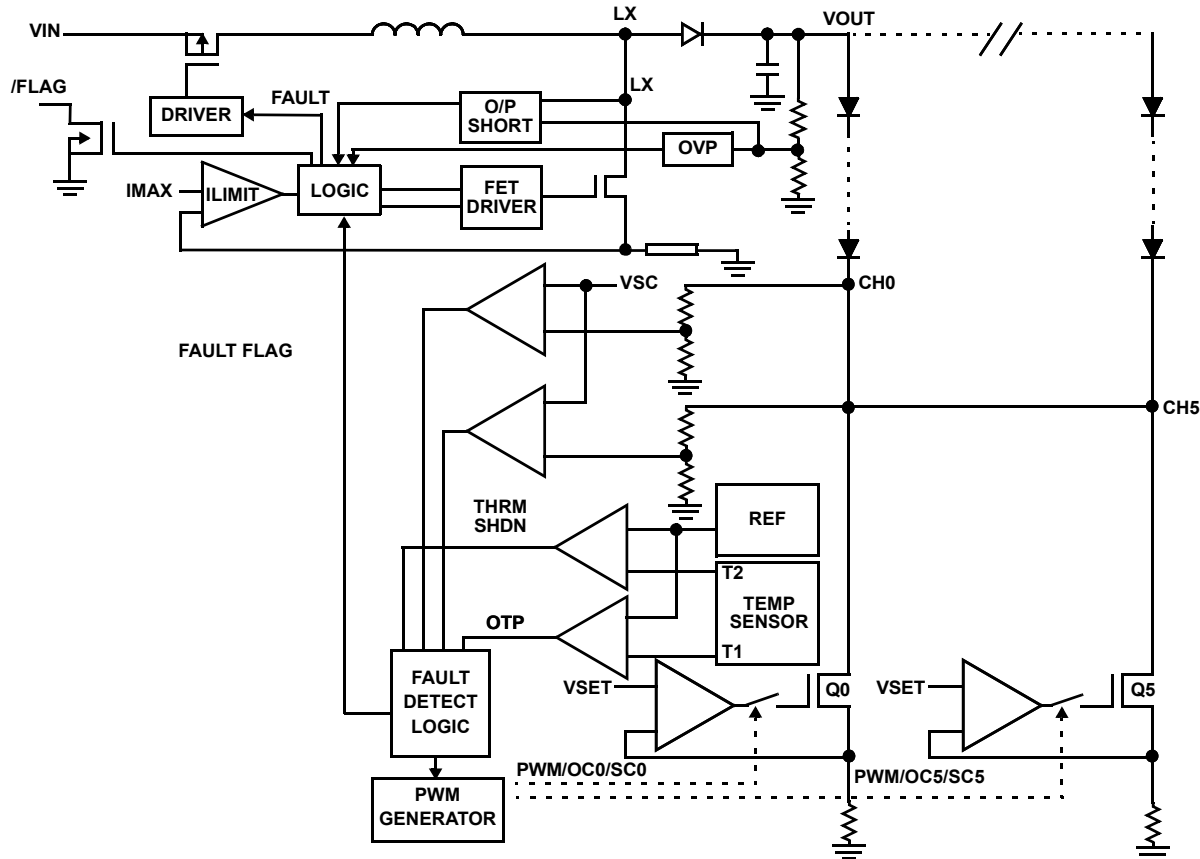 LX
VIN
VOUT
/FLAG
LX
FAULT
DRIVER
O/P
SHORT
OVP
IMAX
ILIMIT
LOGIC
FET
DRIVER
VSC
CH0
FAULT FLAG
CH5
THRM
SHDN
REF
T2
TEMP
SENSOR
OTP
T1
FAULT
DETECT
LOGIC
VSET
Q0
VSET
Q5
PWM/OC0/SC0
PWM/OC5/SC5
PWM
GENERATOR